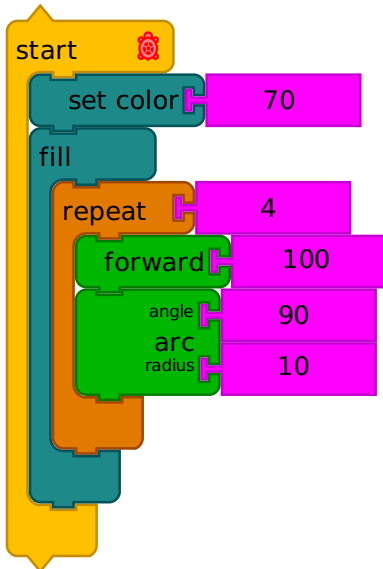 start
set color 70
fill
repeat 4
forward 100
angle 90
arc
radius 10